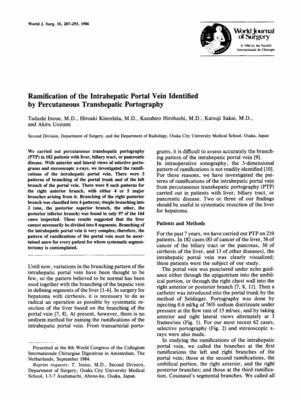 World J. Surg. 10, 287–293, 1986
World Journal
of Surgery
© 1986 by the Société
Internationale de Chirurgie
Ramification of the Intrahepatic Portal Vein Identified
by Percutaneous Transhepatic Portography
Tadashi Inoue, M.D., Hiroaki Kinoshita, M.D., Kazuhiro Hirohashi, M.D., Katsuji Sakai, M.D.,
and Akira Uozumi
Second Division, Department of Surgery, and the Department of Radiology, Osaka City University Medical School, Osaka, Japan
We carried out percutaneous transhepatic portography
(PTP) in 182 patients with liver, biliary tract, or pancreatic
disease. With anterior and lateral views of selective porto-
grams and stereoscopic x-rays, we investigated the ramifi-
cations of the intrahepatic portal vein. There were 3
patterns of branching of the portal trunk and of the left
branch of the portal vein. There were 8 such patterns for
the right anterior branch, with either 4 or 5 major
branches arising from it. Branching of the right posterior
branch was classified into 4 patterns; simple branching into
2 (one, the posterior superior branch, the other, the
posterior inferior branch) was found in only 57 of the 144
cases inspected. These results suggested that the liver
cannot necessarily be divided into 8 segments. Branching of
the intrahepatic portal vein is very complex; therefore, the
pattern of ramifications of the portal vein must be ascer-
tained anew for every patient for whom systematic segmen-
tectomy is contemplated.
Until now, variations in the branching pattern of the
intrahepatic portal vein have been thought to be
few, so the pattern believed to be normal has been
used together with the branching of the hepatic vein
in defining segments of the liver [1–6]. In surgery for
hepatoma with cirrhosis, it is necessary to do as
radical an operation as possible by systematic re-
section of the liver based on the branching of the
portal vein [7, 8]. At present, however, there is no
uniform method for naming the ramifications of the
intrahepatic portal vein. From transarterial porto-
Presented at the 8th World Congress of the Collegium
Internationale Chirurgiae Digestivae in Amsterdam, The
Netherlands, September 1984.
Reprint requests: T. Inoue, M.D., Second Division,
Department of Surgery, Osaka City University Medical
School, 1-5-7 Asahimachi, Abeno-ku, Osaka, Japan.
grams, it is difficult to assess accurately the branch-
ing pattern of the intrahepatic portal vein [9].
In intraoperative sonography, the 3-dimensional
pattern of ramifications is not readily identified [10].
For these reasons, we have investigated the pat-
terns of ramifications of the intrahepatic portal vein
from percutaneous transhepatic portography (PTP)
carried out in patients with liver, biliary tract, or
pancreatic disease. Two or three of our findings
should be useful in systematic resection of the liver
for hepatoma.
Patients and Methods
For the past 7 years, we have carried out PTP on 210
patients. In 182 cases (83 of cancer of the liver, 56 of
cancer of the biliary tract or the pancreas, 30 of
cirrhosis of the liver, and 13 of other diseases), the
intrahepatic portal vein was clearly visualized;
these patients were the subject of our study.
The portal vein was punctured under echo guid-
ance either through the epigastrium into the umbili-
cal portion, or through the right chest wall into the
right anterior or posterior branch [7, 8, 11]. Then a
catheter was introduced into the portal trunk by the
method of Seldinger. Portography was done by
injecting 0.6 ml/kg of 76% sodium diatrizoate under
pressure at the flow rate of 15 ml/sec, and by taking
anterior and right lateral views alternately at 3
frames/sec (Fig. 1). For our most recent 62 cases,
selective portography (Fig. 2) and stereoscopic x-
rays were also made.
In studying the ramifications of the intrahepatic
portal vein, we called the branches at the first
ramifications the left and right branches of the
portal vein; those at the second ramifications, the
umbilical portion; the right anterior, and the right
posterior branches; and those at the third ramifica-
tion, Couinaud's segmental branches. We called all